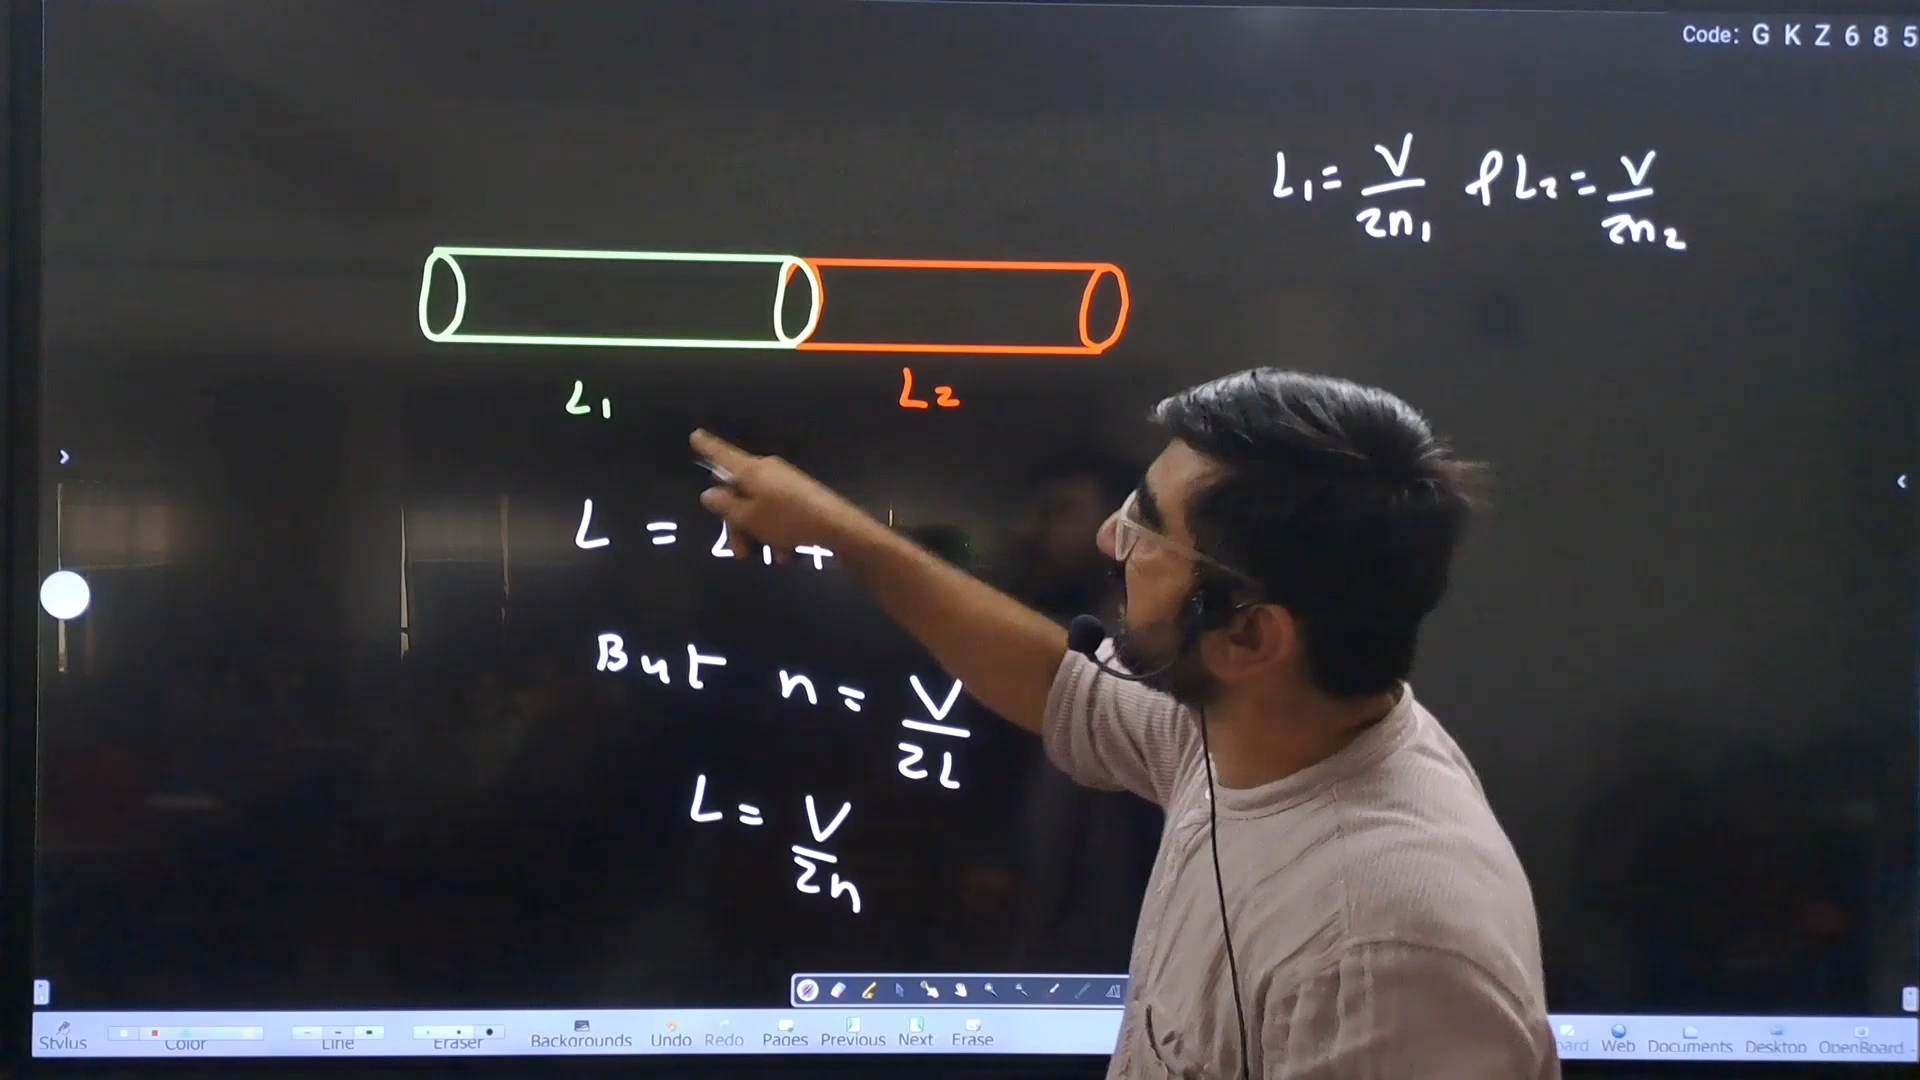 Code: G K Z 6 8 5
L₁ = V/2n₁ & L₂ = V/2n₂
L₁ L₂
L = L₁ +
But n = V/2L
L = V/2n
Stylus Color Line Eraser Backgrounds Undo Redo Pages Previous Next Erase Web Documents Desktop OpenBoard